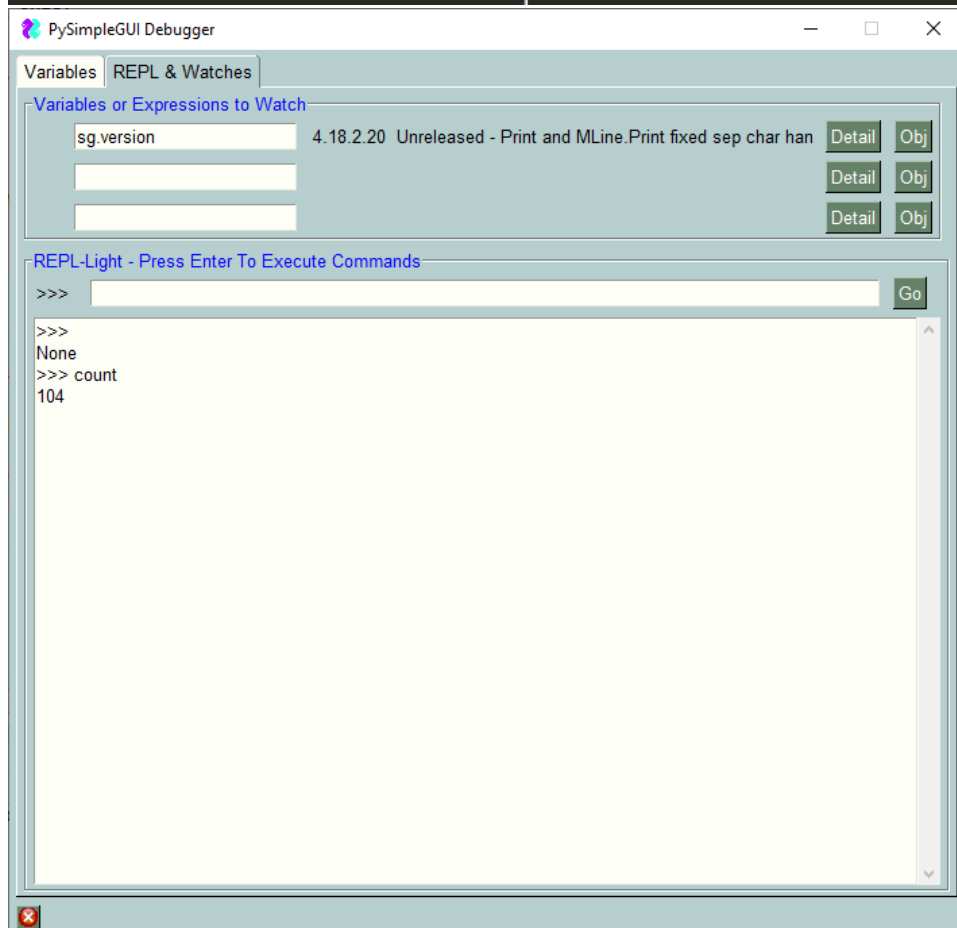 PySimpleGUI Debugger
Variables REPL & Watches
Variables or Expressions to Watch
sg.version 4.18.2.20 Unreleased - Print and MLine.Print fixed sep char han Detail Obj
Detail Obj
Detail Obj
REPL-Light - Press Enter To Execute Commands
>>> Go
>>>
None
>>> count
104